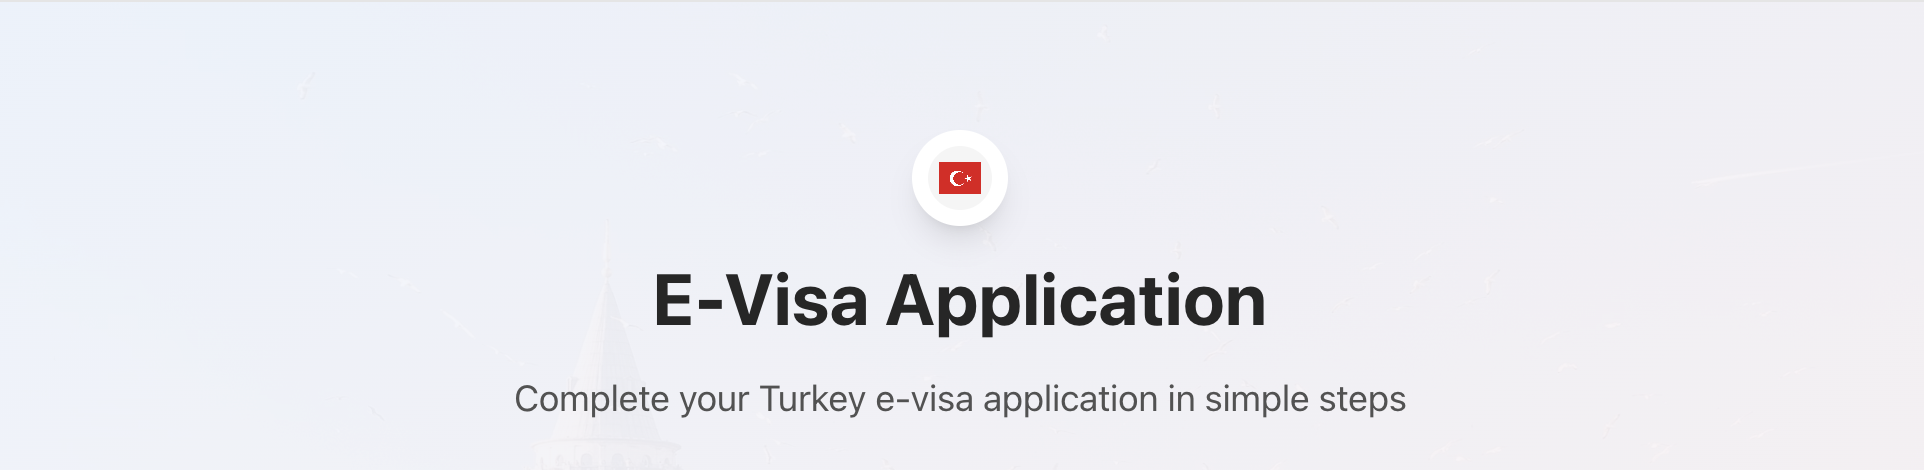 E-Visa Application
Complete your Turkey e-visa application in simple steps